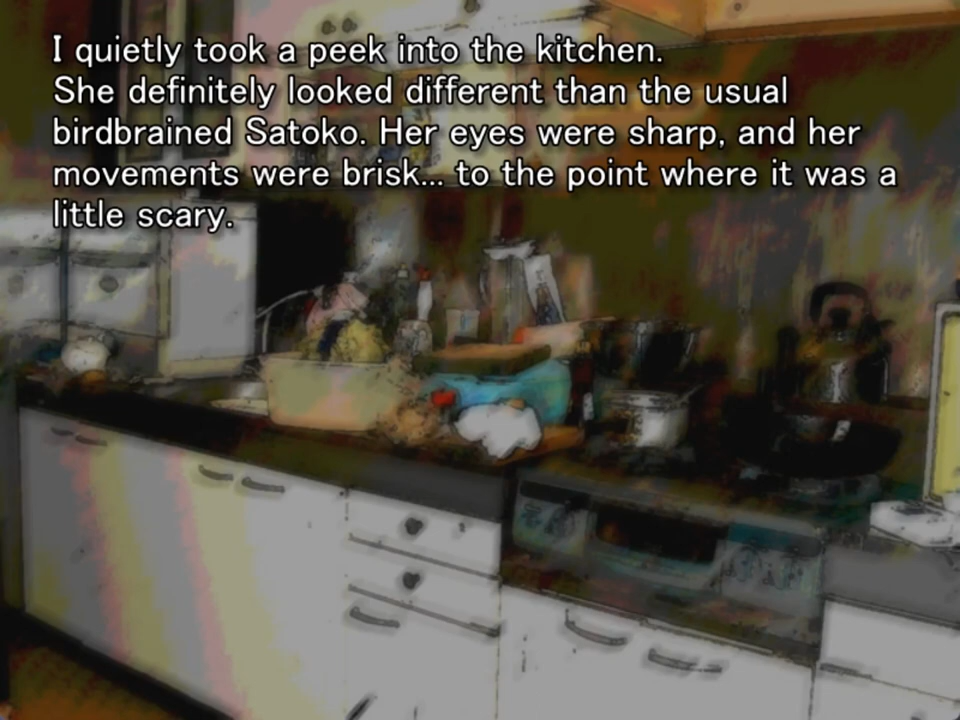 I quietly took a peek into the kitchen.
She definitely looked different than the usual
birdbrained Satoko. Her eyes were sharp, and her
movements were brisk... to the point where it was a
little scary.